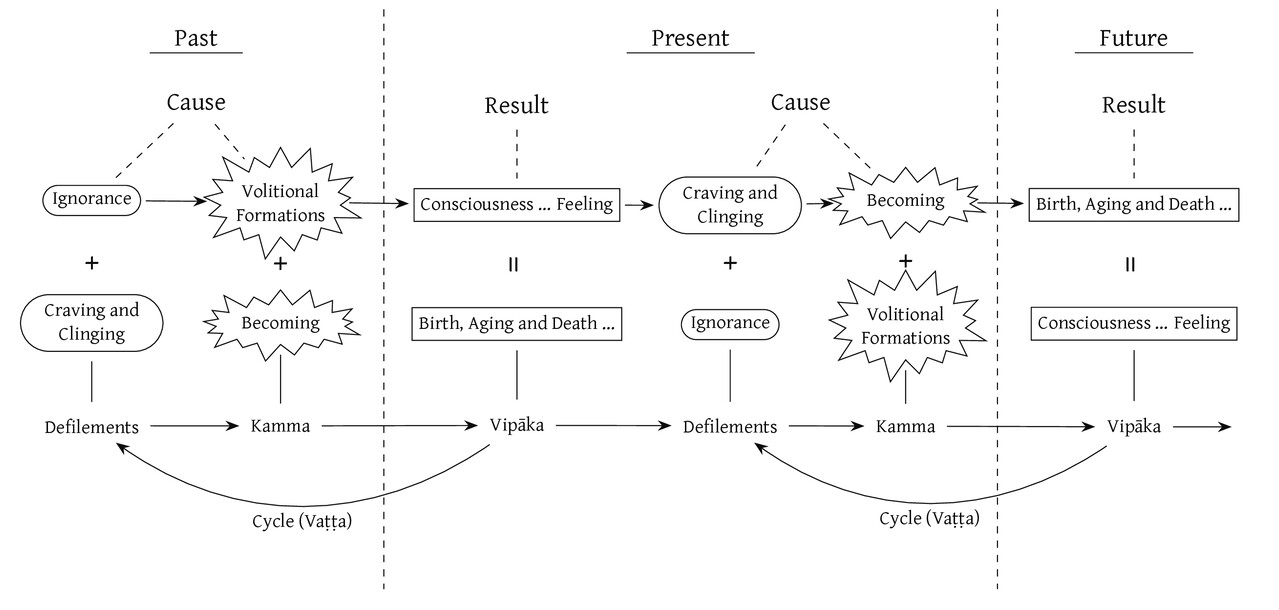 Past
Present
Future
Cause
Result
Cause
Result
Ignorance
Volitional
Formations
Consciousness ... Feeling
Craving and
Clinging
Becoming
Birth, Aging and Death ...
+
+
=
+
+
=
Craving and
Clinging
Becoming
Birth, Aging and Death ...
Ignorance
Volitional
Formations
Consciousness ... Feeling
Defilements
Kamma
Vipāka
Defilements
Kamma
Vipāka
Cycle (Vaṭṭa)
Cycle (Vaṭṭa)